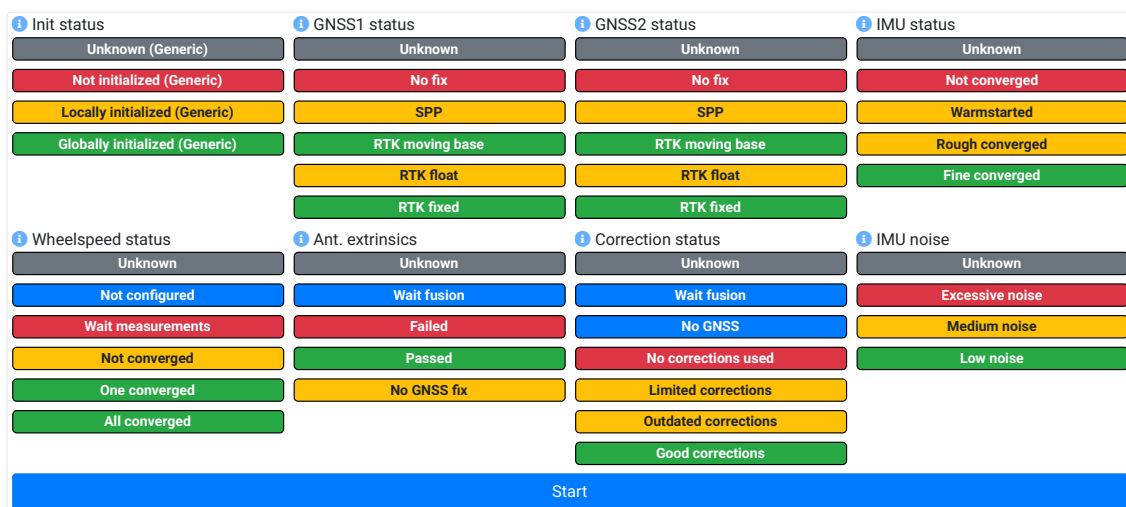 Init status
Unknown (Generic)
Not initialized (Generic)
Locally initialized (Generic)
Globally initialized (Generic)
GNSS1 status
Unknown
No fix
SPP
RTK moving base
RTK float
RTK fixed
GNSS2 status
Unknown
No fix
SPP
RTK moving base
RTK float
RTK fixed
IMU status
Unknown
Not converged
Warmstarted
Rough converged
Fine converged
Wheelspeed status
Unknown
Not configured
Wait measurements
Not converged
One converged
All converged
Ant. extrinsics
Unknown
Wait fusion
Failed
Passed
No GNSS fix
Correction status
Unknown
Wait fusion
No GNSS
No corrections used
Limited corrections
Outdated corrections
Good corrections
IMU noise
Unknown
Excessive noise
Medium noise
Low noise
Start